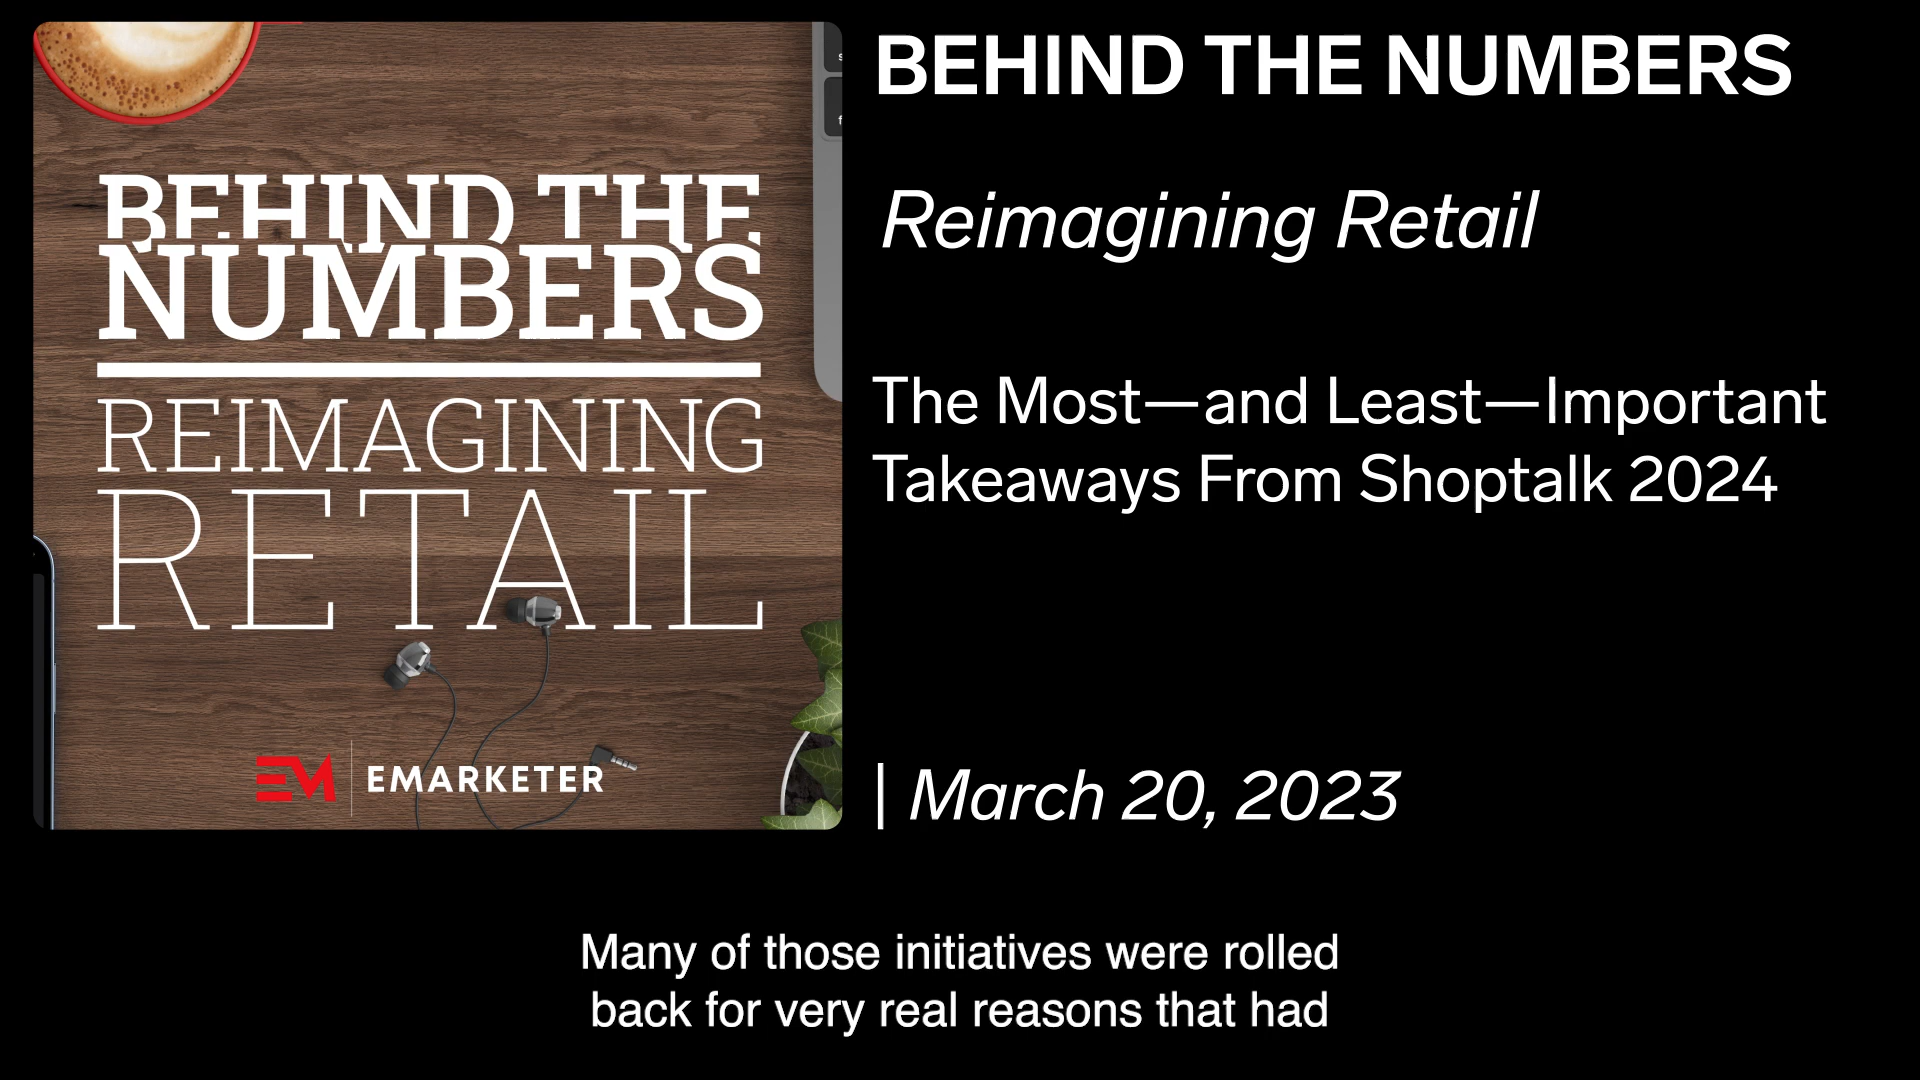 BEHIND THE
NUMBERS
REIMAGINING
RETAIL
EM
EMARKETER
BEHIND THE NUMBERS
Reimagining Retail
The Most—and Least—Important
Takeaways From Shoptalk 2024
| March 20, 2023
Many of those initiatives were rolled
back for very real reasons that had